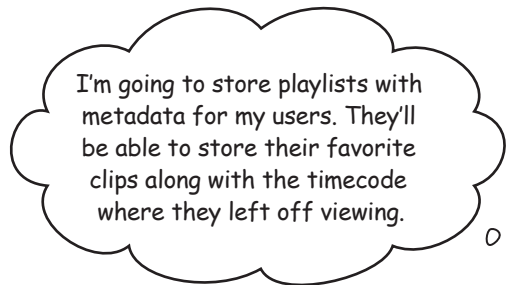 I'm going to store playlists with
metadata for my users. They'll
be able to store their favorite
clips along with the timecode
where they left off viewing.